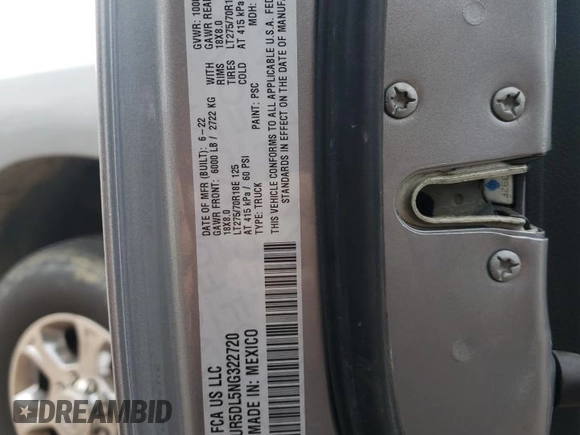 DATE OF MFR (BUILT): 6-22
GVWR: 100
GAWR FRONT: 6000 LB / 2722 KG
GAWR REAR
18X8.0
WITH
18X8.0
RIMS
LT275/70R18E 125
TIRES
LT275/70R18
AT 415 kPa / 60 PSI
COLD
AT 415 kPa
TYPE: TRUCK
PAINT: PSC
MDH:
THIS VEHICLE CONFORMS TO ALL APPLICABLE U.S.A. FED
STANDARDS IN EFFECT ON THE DATE OF MANUFA
FCA US LLC
UR5DL5NG322720
MADE IN: MEXICO
DREAMBID